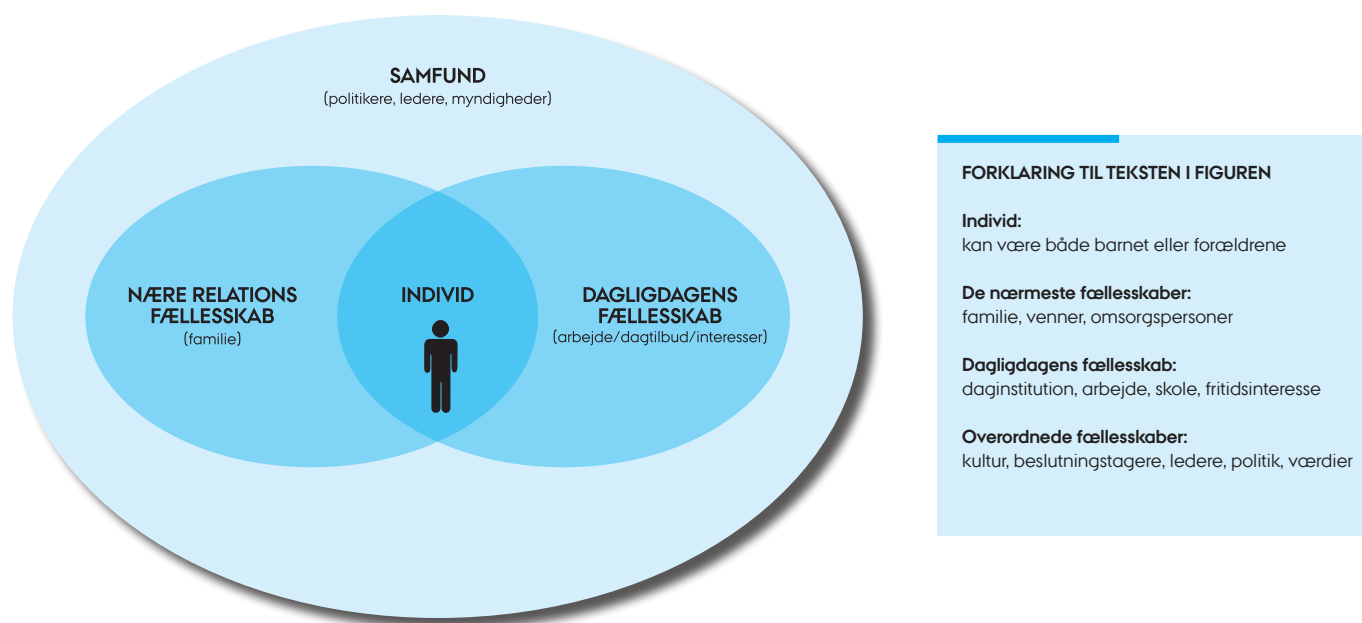 SAMFUND
(politikere, ledere, myndigheder)
NÆRE RELATIONS
FÆLLESSKAB
(familie)
INDIVID
DAGLIGDAGENS
FÆLLESSKAB
(arbejde/dagtilbud/interesser)
FORKLARING TIL TEKSTEN I FIGUREN
Individ:
kan være både barnet eller forældrene
De nærmeste fællesskaber:
familie, venner, omsorgspersoner
Dagligdagens fællesskab:
daginstitution, arbejde, skole, fritidsinteresse
Overordnede fællesskaber:
kultur, beslutningstagere, ledere, politik, værdier